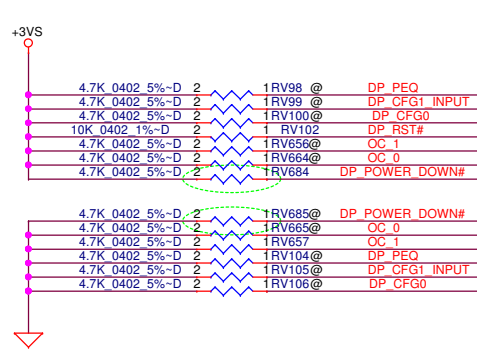 +3VS
4.7K_0402_5%~D 2 1 RV98 @ DP_PEQ
4.7K_0402_5%~D 2 1 RV99 @ DP_CFG1_INPUT
4.7K_0402_5%~D 2 1 RV100@ DP_CFG0
10K_0402_1%~D 2 1 RV102 DP_RST#
4.7K_0402_5%~D 2 1 RV656@ OC_1
4.7K_0402_5%~D 2 1 RV664@ OC_0
4.7K_0402_5%~D 2 1 RV684 DP_POWER_DOWN#
4.7K_0402_5%~D 2 1 RV685@ DP_POWER_DOWN#
4.7K_0402_5%~D 2 1 RV665@ OC_0
4.7K_0402_5%~D 2 1 RV657 OC_1
4.7K_0402_5%~D 2 1 RV104@ DP_PEQ
4.7K_0402_5%~D 2 1 RV105@ DP_CFG1_INPUT
4.7K_0402_5%~D 2 1 RV106@ DP_CFG0